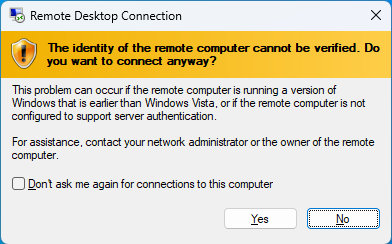 Remote Desktop Connection
The identity of the remote computer cannot be verified. Do
you want to connect anyway?
This problem can occur if the remote computer is running a version of
Windows that is earlier than Windows Vista, or if the remote computer is not
configured to support server authentication.
For assistance, contact your network administrator or the owner of the remote
computer.
Don't ask me again for connections to this computer
Yes
No